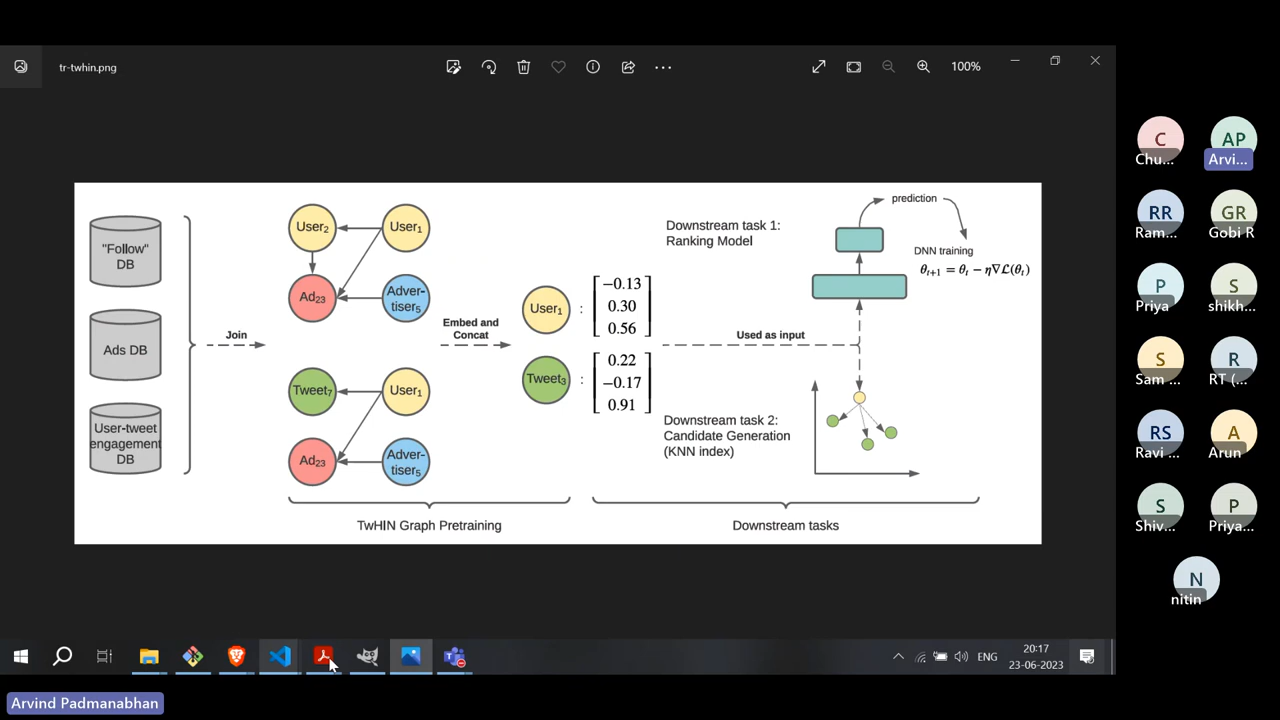 tr-twhin.png
100%
"Follow"
DB
Ads DB
User-tweet
engagement
DB
Join
User₂
User₁
Ad₂₃
Adver-
tiser₅
Tweet₇
User₁
Ad₂₃
Adver-
tiser₅
TwHIN Graph Pretraining
Embed and
Concat
User₁ :
−0.13
0.30
0.56
Tweet₃ :
0.22
−0.17
0.91
Downstream task 1:
Ranking Model
prediction
DNN training
θₜ₊₁ = θₜ − η∇ℒ(θₜ)
Used as input
Downstream task 2:
Candidate Generation
(KNN index)
Downstream tasks
C
Chu...
AP
Arvi...
RR
Ram...
GR
Gobi R
P
Priya
S
shikh...
S
Sam ...
R
RT (...
RS
Ravi ...
A
Arun
S
Shiv...
P
Priya...
N
nitin
ENG
20:17
23-06-2023
Arvind Padmanabhan